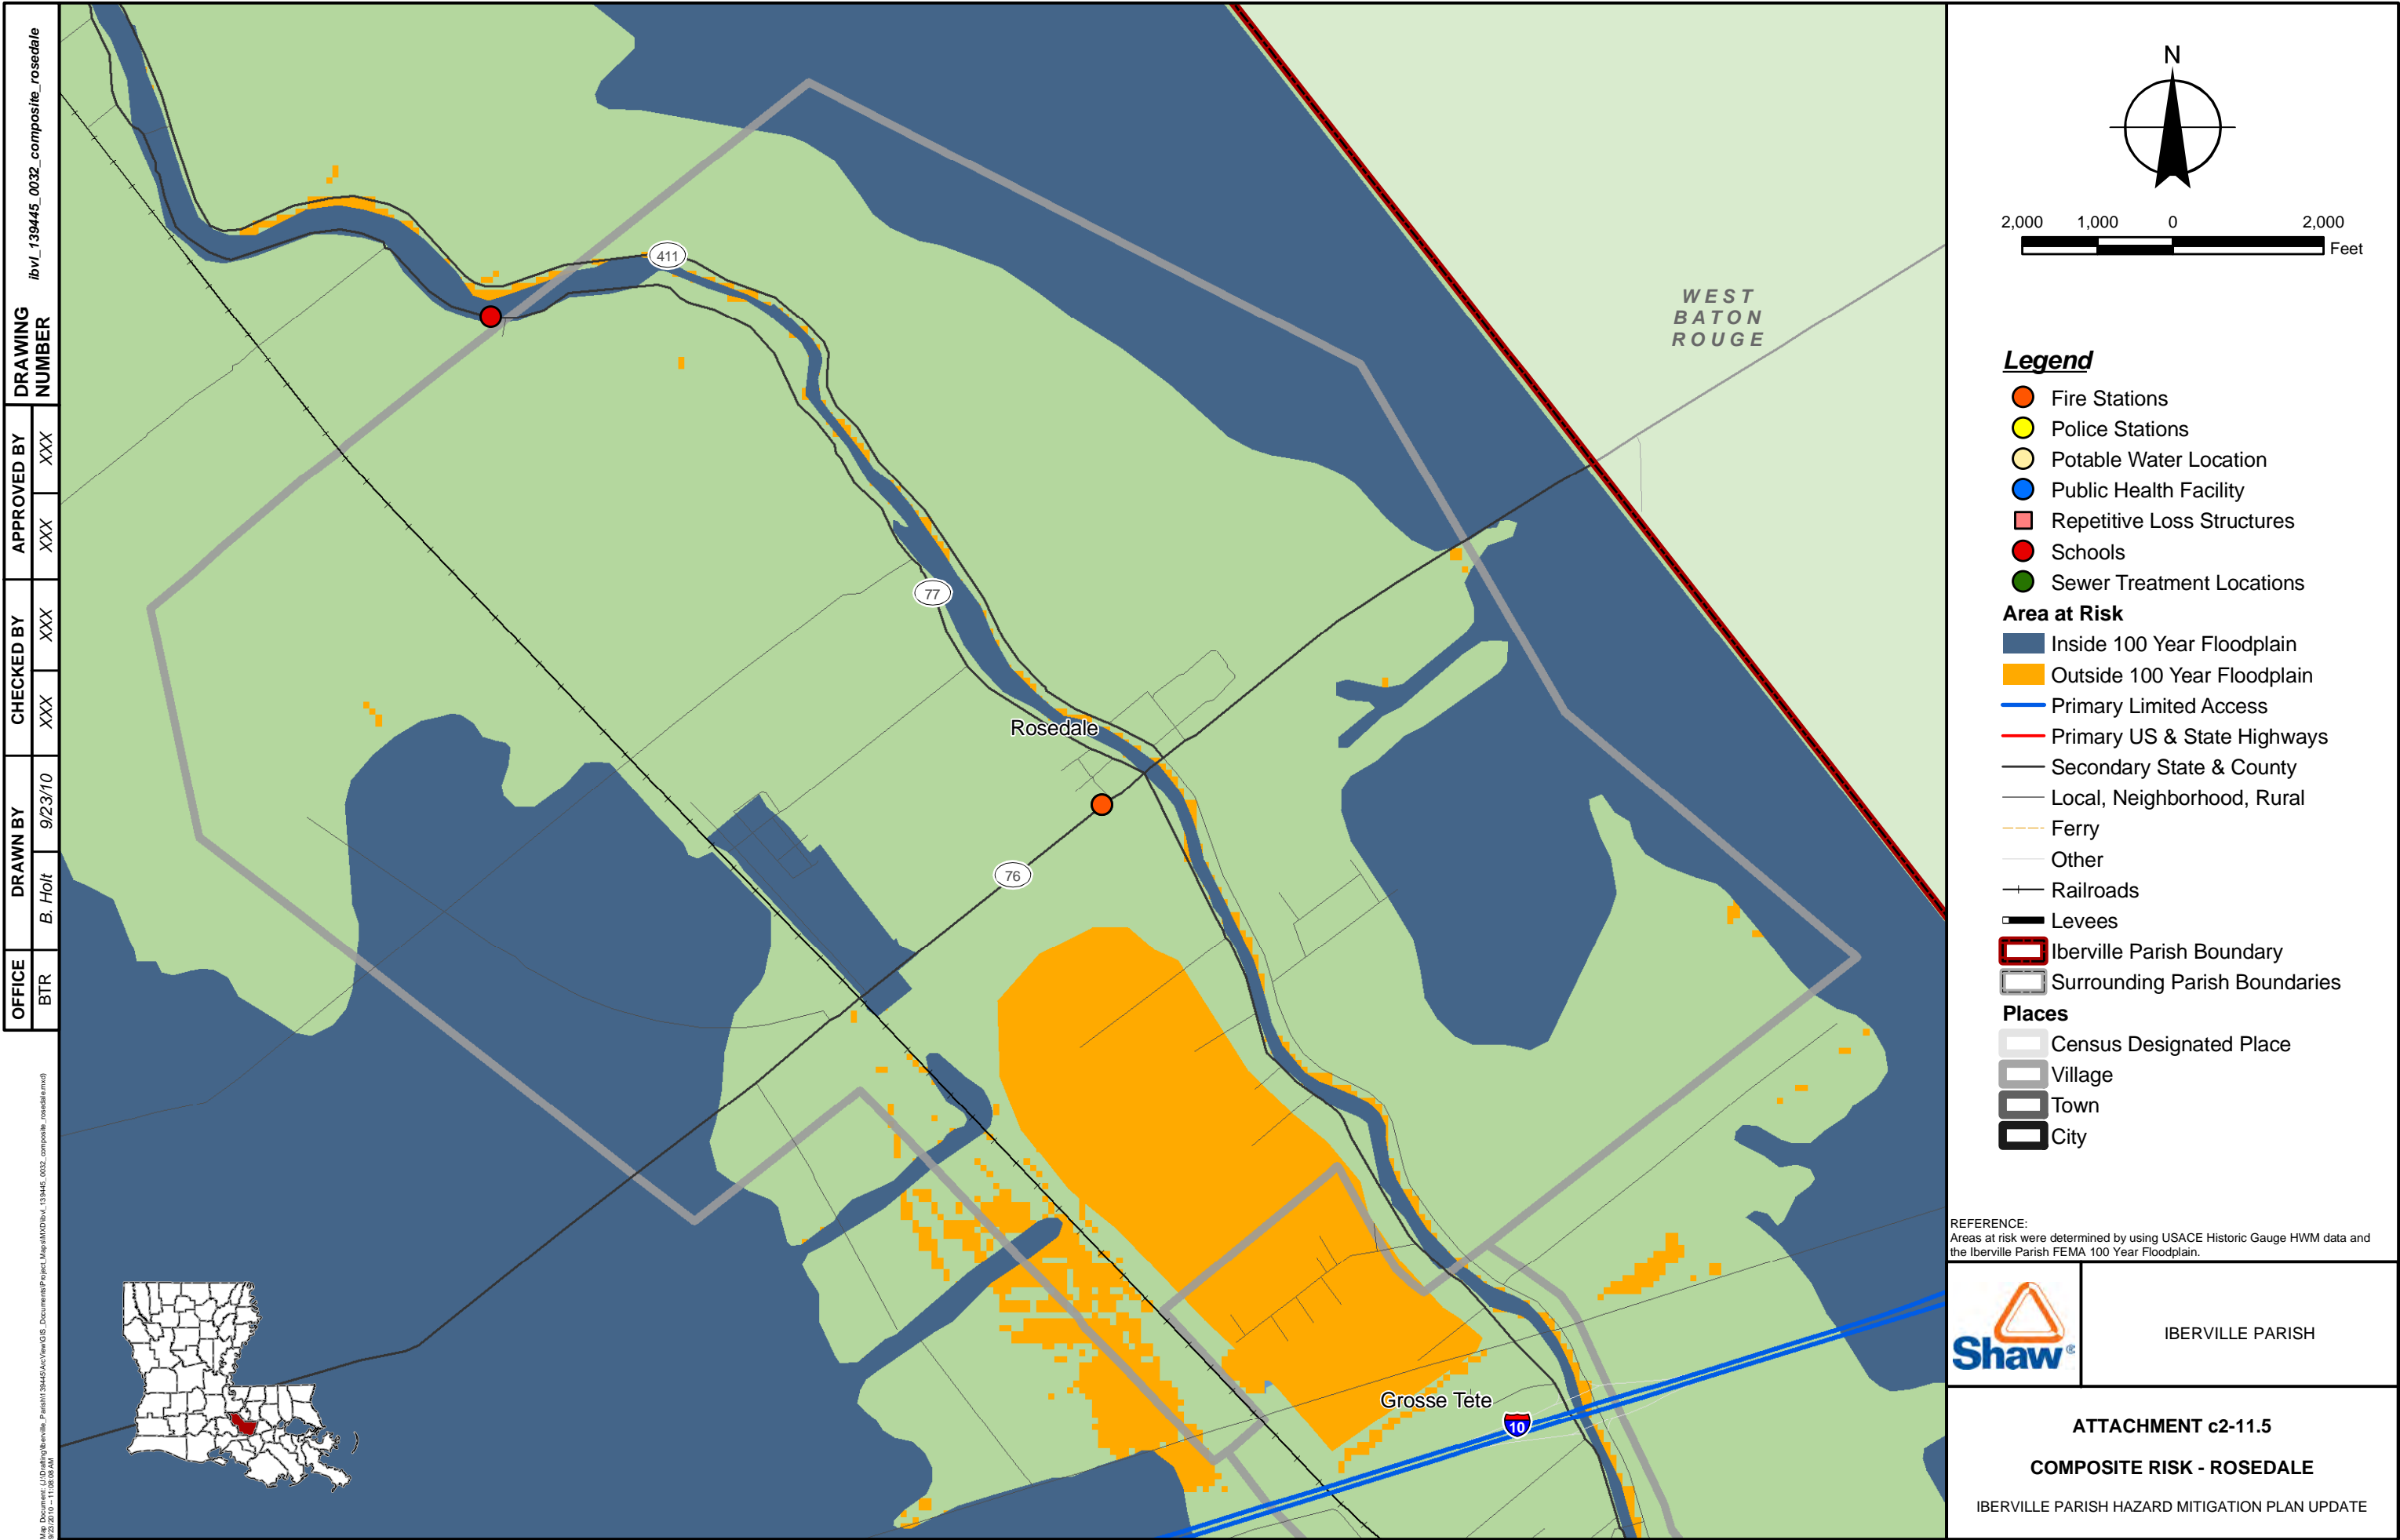 DRAWING
NUMBER
ibvl_139445_0032_composite_rosedale
APPROVED BY
XXX
XXX
CHECKED BY
XXX
XXX
DRAWN BY
9/23/10
B. Holt
OFFICE
BTR
9/23/2010 -- 11:08:08 AM
411
77
Rosedale
76
Grosse Tete
10
WEST
BATON
ROUGE
N
2,000 1,000 0 2,000
Feet
Legend
Fire Stations
Police Stations
Potable Water Location
Public Health Facility
Repetitive Loss Structures
Schools
Sewer Treatment Locations
Area at Risk
Inside 100 Year Floodplain
Outside 100 Year Floodplain
Primary Limited Access
Primary US & State Highways
Secondary State & County
Local, Neighborhood, Rural
Ferry
Other
Railroads
Levees
Iberville Parish Boundary
Surrounding Parish Boundaries
Places
Census Designated Place
Village
Town
City
REFERENCE:
Areas at risk were determined by using USACE Historic Gauge HWM data and
the Iberville Parish FEMA 100 Year Floodplain.
Shaw®
IBERVILLE PARISH
ATTACHMENT c2-11.5
COMPOSITE RISK - ROSEDALE
IBERVILLE PARISH HAZARD MITIGATION PLAN UPDATE